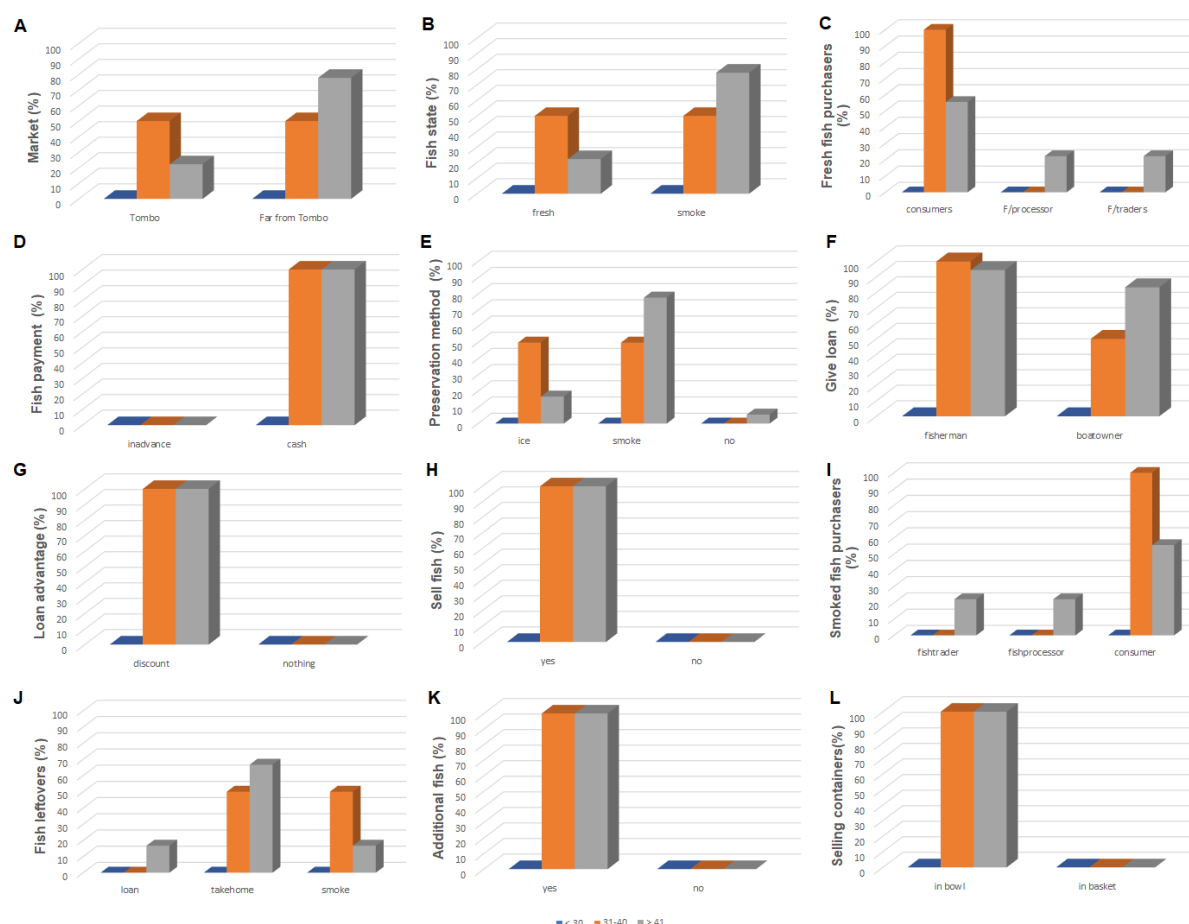 A
Market (%)
100
90
80
70
60
50
40
30
20
10
0
Tombo
Far from Tombo
B
Fish state (%)
100
90
80
70
60
50
40
30
20
10
0
fresh
smoke
C
Fresh fish purchasers
(%)
100
90
80
70
60
50
40
30
20
10
0
consumers
F/processor
F/traders
D
Fish payment (%)
100
90
80
70
60
50
40
30
20
10
0
inadvance
cash
E
Preservation method (%)
100
90
80
70
60
50
40
30
20
10
0
ice
smoke
no
F
Give loan (%)
100
90
80
70
60
50
40
30
20
10
0
fisherman
boatowner
G
Loan advantage (%)
100
90
80
70
60
50
40
30
20
10
0
discount
nothing
H
Sell fish (%)
100
90
80
70
60
50
40
30
20
10
0
yes
no
I
Smoked fish purchasers
(%)
100
90
80
70
60
50
40
30
20
10
0
fishtrader
fishprocessor
consumer
J
Fish leftovers (%)
100
90
80
70
60
50
40
30
20
10
0
loan
takehome
smoke
K
Additional fish (%)
100
90
80
70
60
50
40
30
20
10
0
yes
no
L
Selling containers(%)
100
90
80
70
60
50
40
30
20
10
0
in bowl
in basket
< 30 31-40 > 41